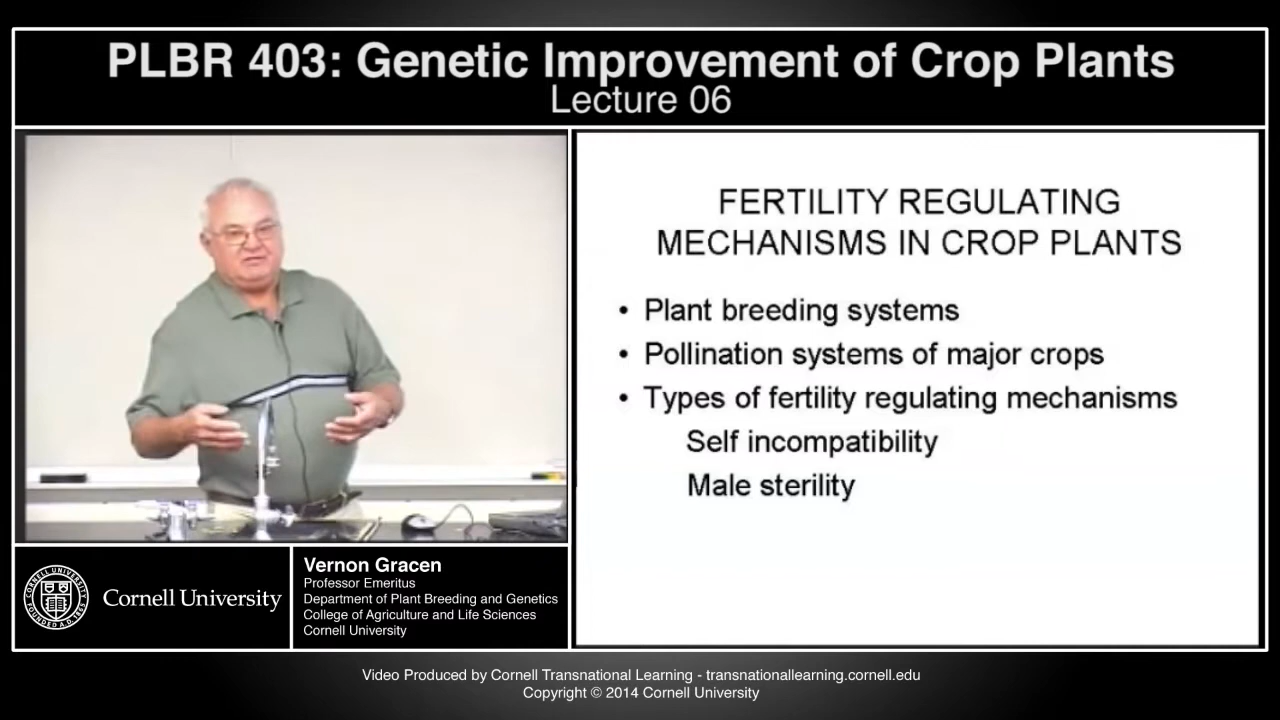 PLBR 403: Genetic Improvement of Crop Plants
Lecture 06
FERTILITY REGULATING
MECHANISMS IN CROP PLANTS
• Plant breeding systems
• Pollination systems of major crops
• Types of fertility regulating mechanisms
Self incompatibility
Male sterility
Cornell University
Vernon Gracen
Professor Emeritus
Department of Plant Breeding and Genetics
College of Agriculture and Life Sciences
Cornell University
Video Produced by Cornell Transnational Learning - transnationallearning.cornell.edu
Copyright © 2014 Cornell University